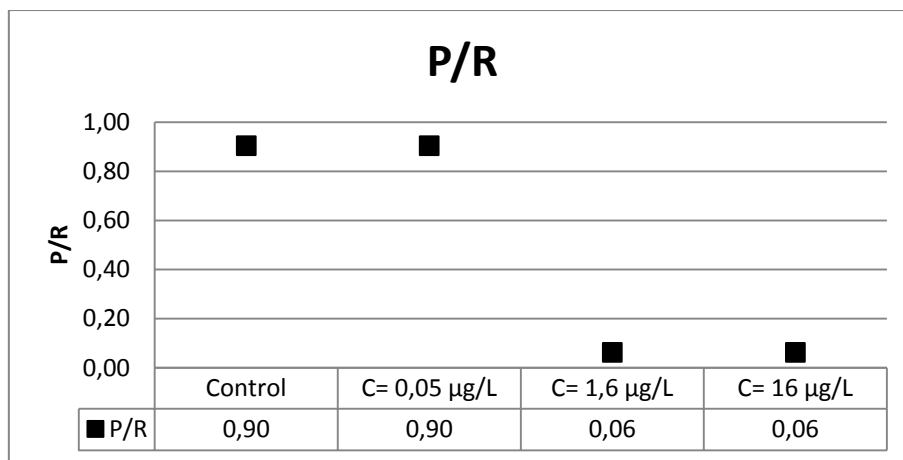 P/R
1,00
0,80
0,60
0,40
0,20
0,00
P/R
Control C= 0,05 µg/L C= 1,6 µg/L C= 16 µg/L
P/R 0,90 0,90 0,06 0,06